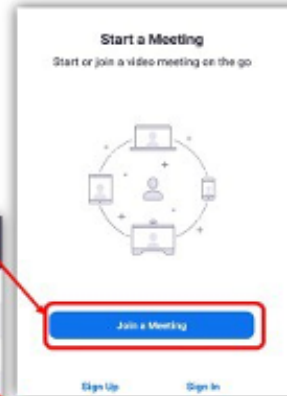 Start a Meeting
Start or join a video meeting on the go
Join a Meeting
Sign Up Sign In